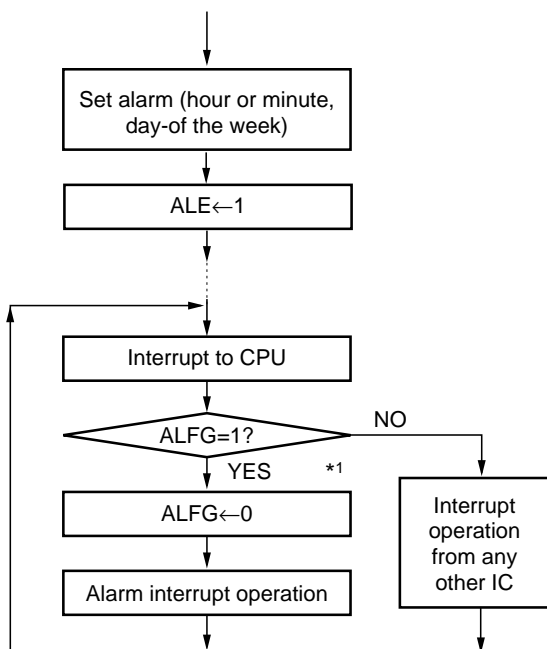 Set alarm (hour or minute,
day-of the week)
ALE←1
Interrupt to CPU
ALFG=1?
NO
YES
*1
ALFG←0
Interrupt
operation
from any
other IC
Alarm interrupt operation